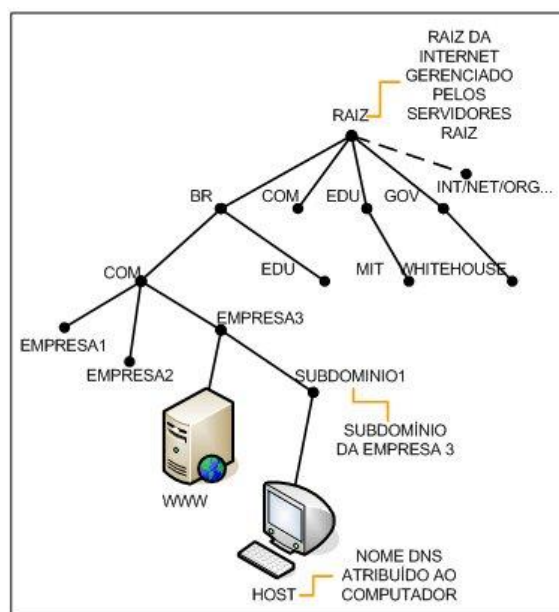 RAIZ DA
INTERNET
GERENCIADO
PELOS
SERVIDORES
RAIZ
RAIZ
INT/NET/ORG...
BR
COM
EDU
GOV
COM
EDU
MIT
WHITEHOUSE
EMPRESA1
EMPRESA2
EMPRESA3
SUBDOMINIO1
SUBDOMÍNIO
DA EMPRESA 3
WWW
NOME DNS
ATRIBUÍDO AO
COMPUTADOR
HOST